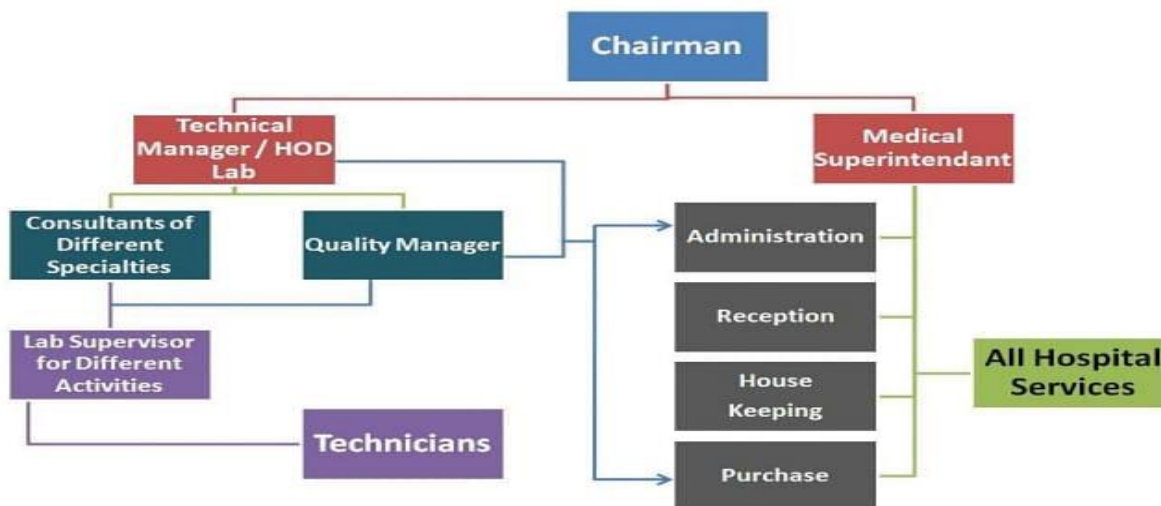 Chairman
Technical
Manager / HOD
Lab
Medical
Superintendant
Consultants of
Different
Specialties
Quality Manager
Administration
Reception
Lab Supervisor
for Different
Activities
House
Keeping
All Hospital
Services
Technicians
Purchase